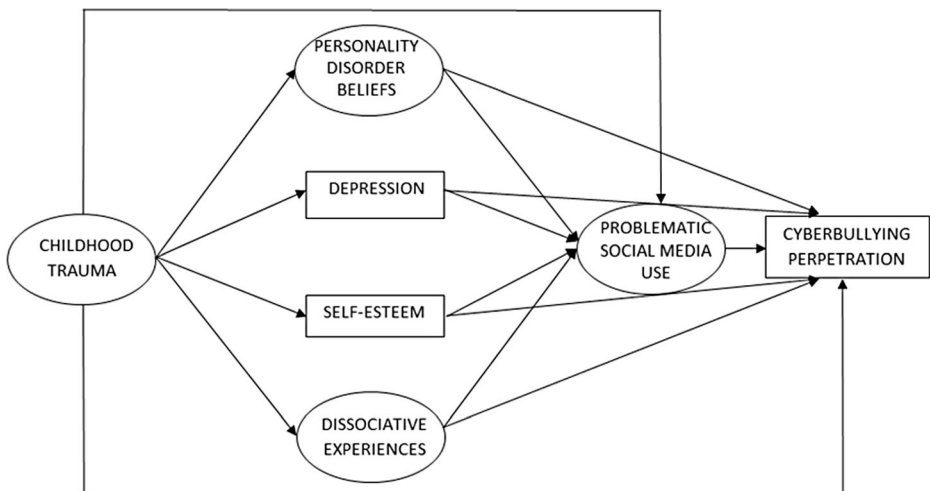 PERSONALITY
DISORDER
BELIEFS
DEPRESSION
CHILDHOOD
TRAUMA
PROBLEMATIC
SOCIAL MEDIA
USE
CYBERBULLYING
PERPETRATION
SELF-ESTEEM
DISSOCIATIVE
EXPERIENCES